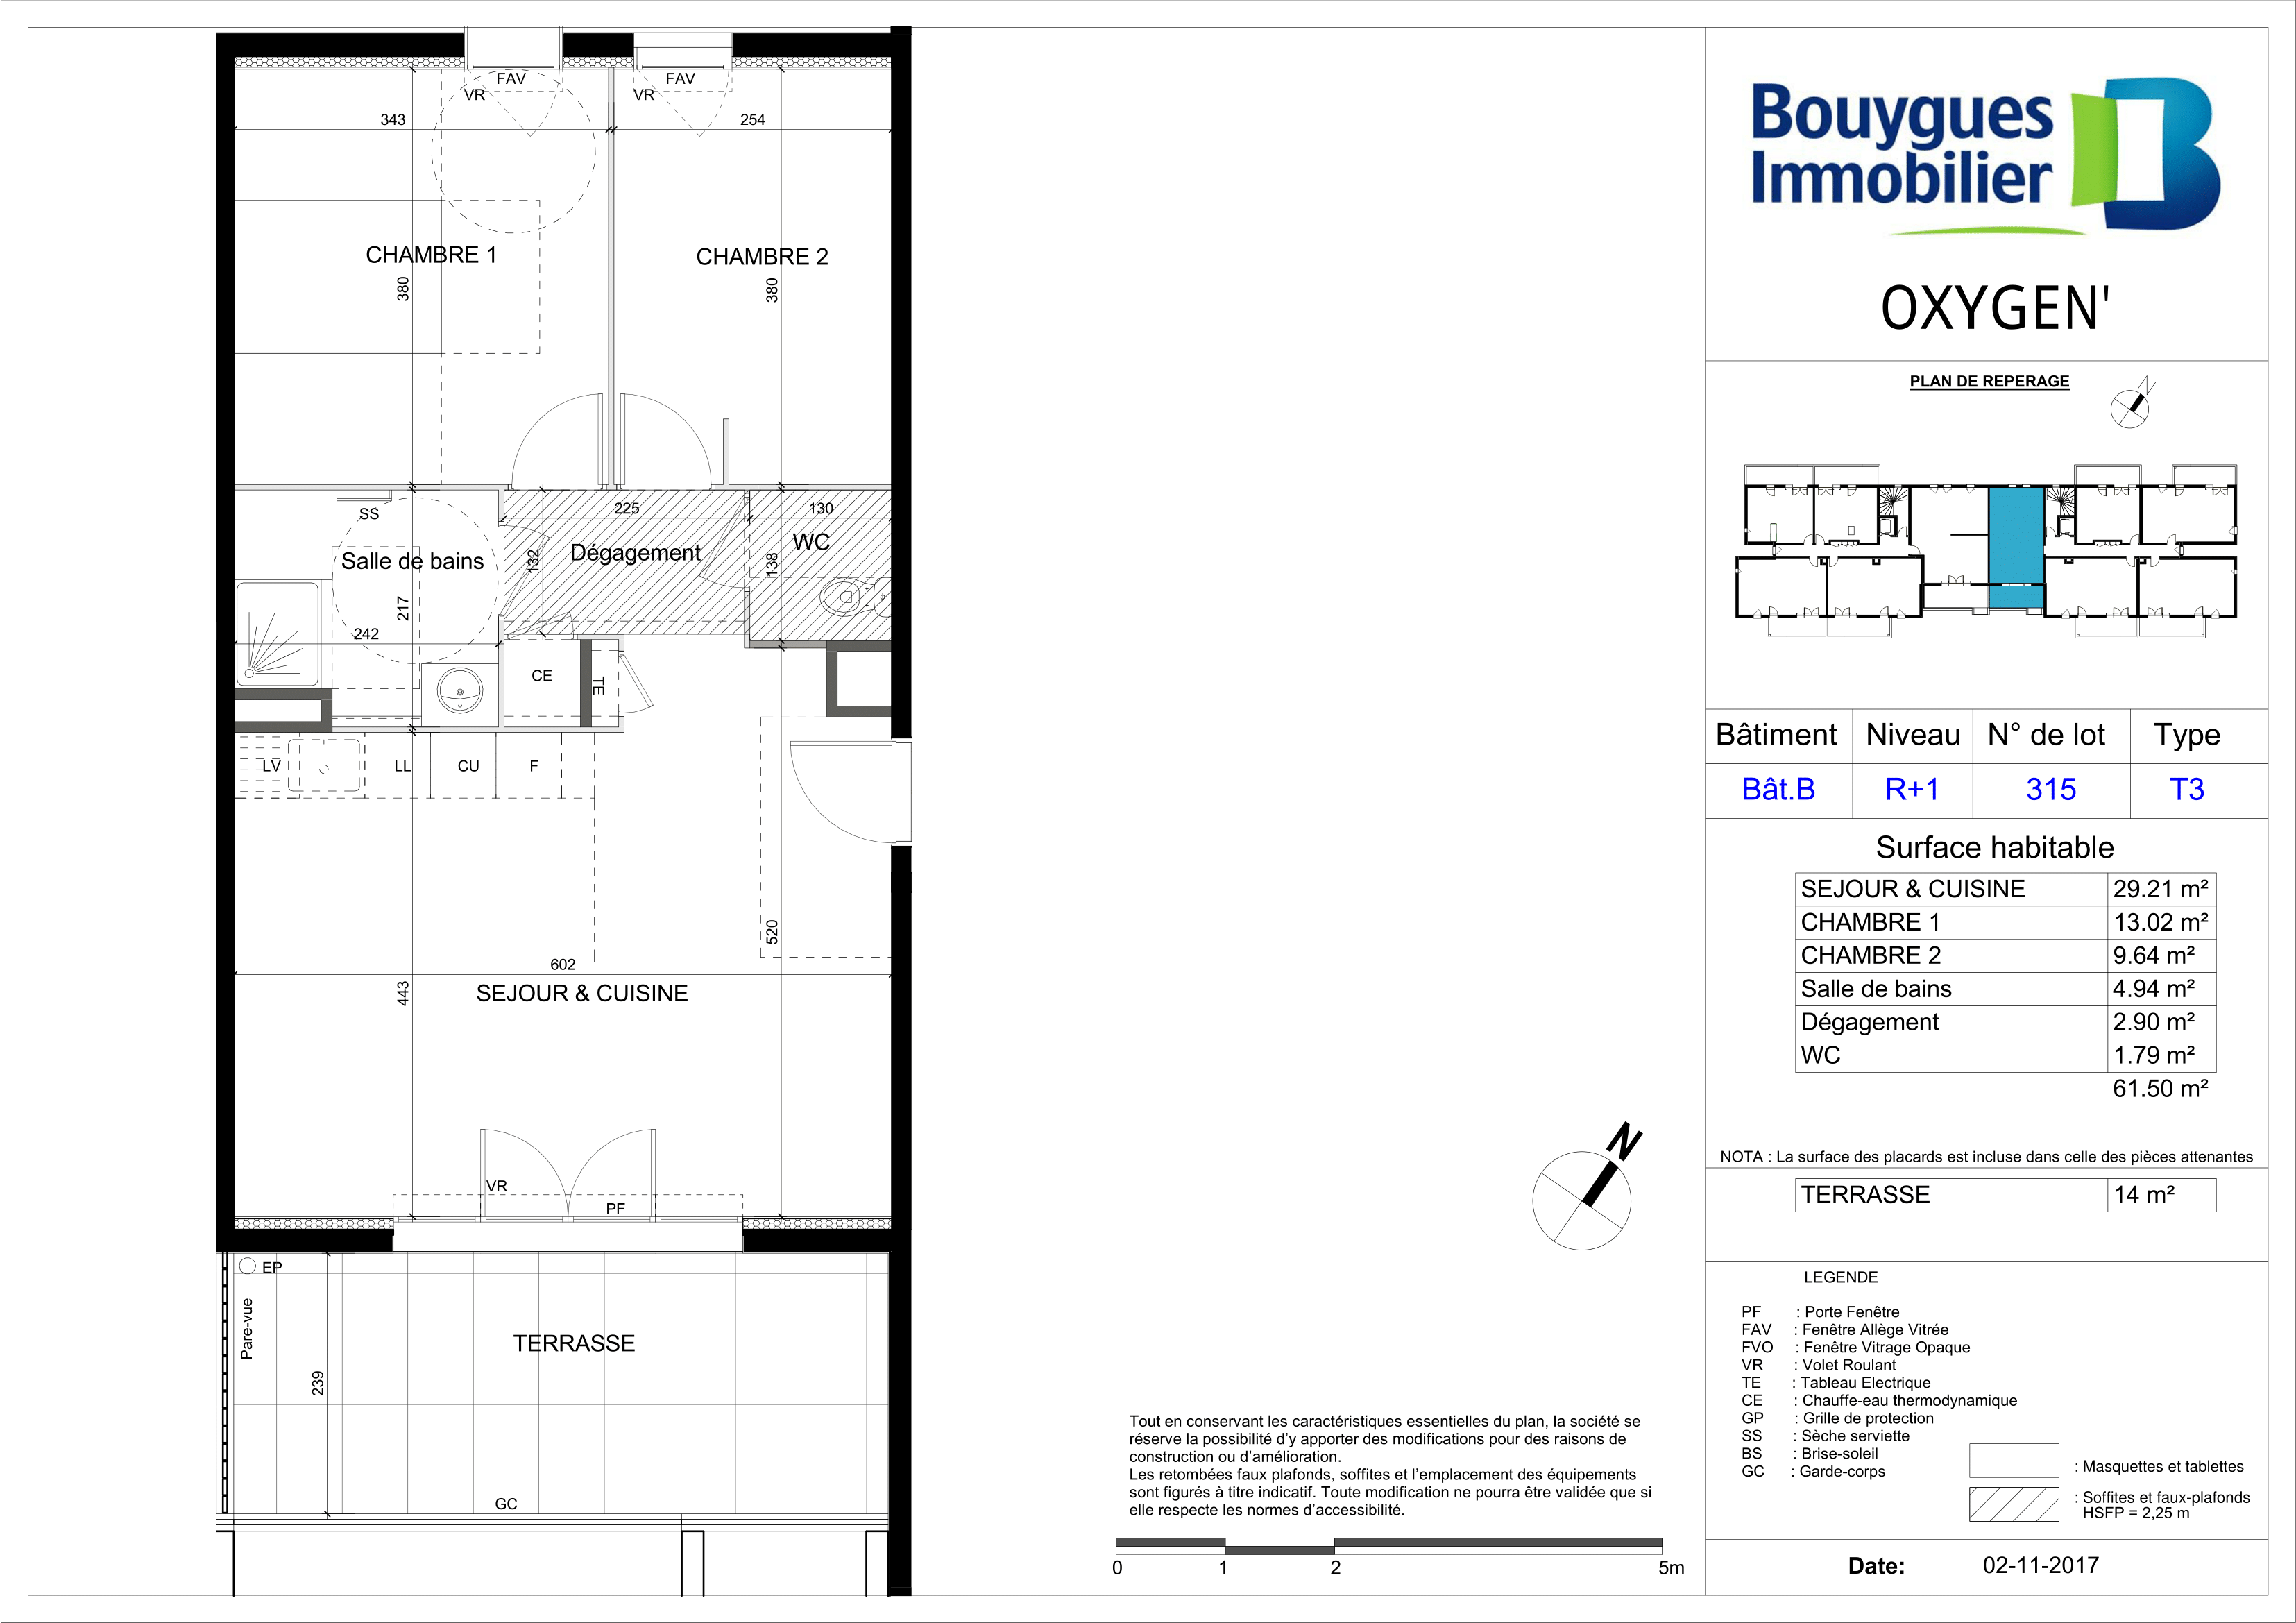 FAV
FAV
VR
VR
343
254
CHAMBRE 1
CHAMBRE 2
380
380
SS
225
130
Salle de bains
132
Dégagement
138
WC
217
242
CE
TE
LV
LL
CU
F
520
602
443
SEJOUR & CUISINE
VR
PF
EP
Pare-vue
TERRASSE
239
GC
N
Tout en conservant les caractéristiques essentielles du plan, la société se
réserve la possibilité d'y apporter des modifications pour des raisons de
construction ou d'amélioration.
Les retombées faux plafonds, soffites et l'emplacement des équipements
sont figurés à titre indicatif. Toute modification ne pourra être validée que si
elle respecte les normes d'accessibilité.
0 1 2 5m
Bouygues
Immobilier
OXYGEN'
PLAN DE REPERAGE
N
Bâtiment Niveau N° de lot Type
Bât.B R+1 315 T3
Surface habitable
SEJOUR & CUISINE 29.21 m²
CHAMBRE 1 13.02 m²
CHAMBRE 2 9.64 m²
Salle de bains 4.94 m²
Dégagement 2.90 m²
WC 1.79 m²
61.50 m²
NOTA : La surface des placards est incluse dans celle des pièces attenantes
TERRASSE 14 m²
LEGENDE
PF : Porte Fenêtre
FAV : Fenêtre Allège Vitrée
FVO : Fenêtre Vitrage Opaque
VR : Volet Roulant
TE : Tableau Electrique
CE : Chauffe-eau thermodynamique
GP : Grille de protection
SS : Sèche serviette
BS : Brise-soleil
GC : Garde-corps
: Masquettes et tablettes
: Soffites et faux-plafonds
HSFP = 2,25 m
Date: 02-11-2017